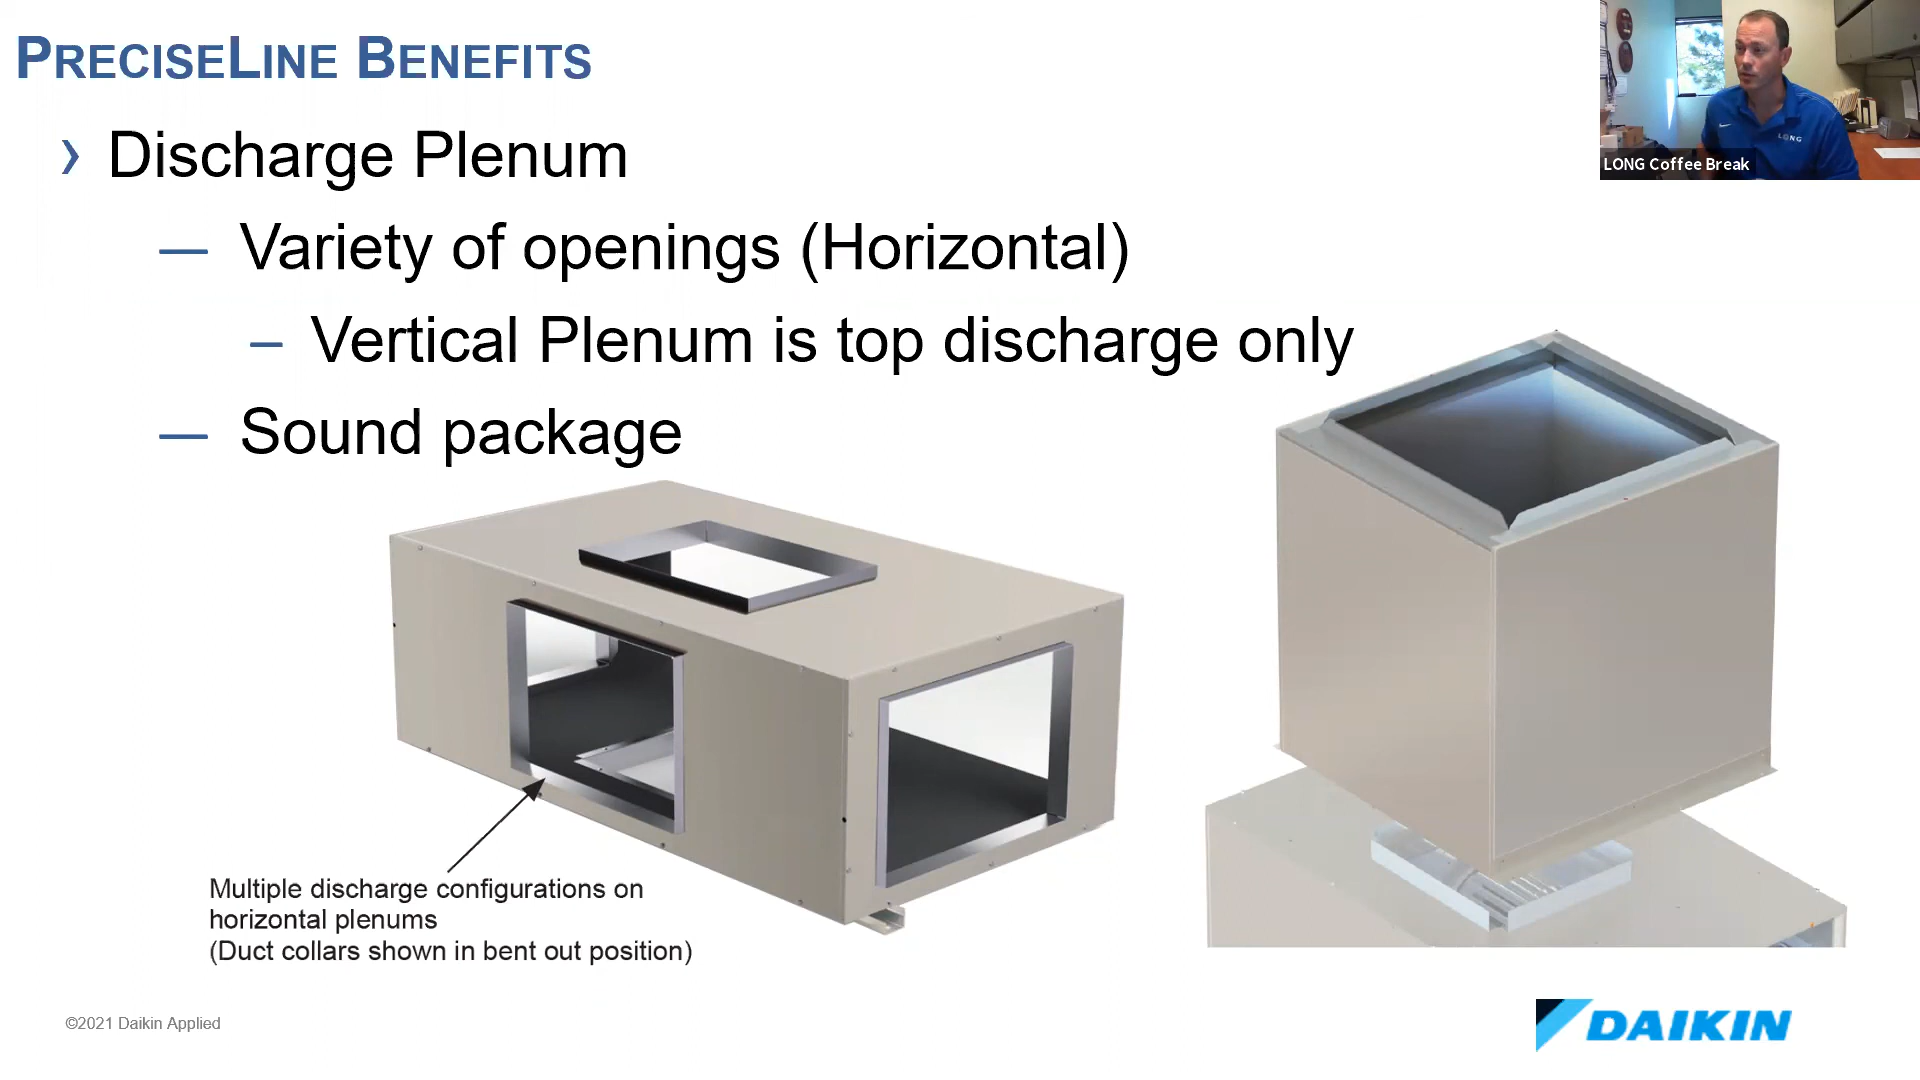 PRECISELINE BENEFITS
› Discharge Plenum
— Variety of openings (Horizontal)
– Vertical Plenum is top discharge only
— Sound package
Multiple discharge configurations on
horizontal plenums
(Duct collars shown in bent out position)
©2021 Daikin Applied
DAIKIN
LONG
LONG Coffee Break